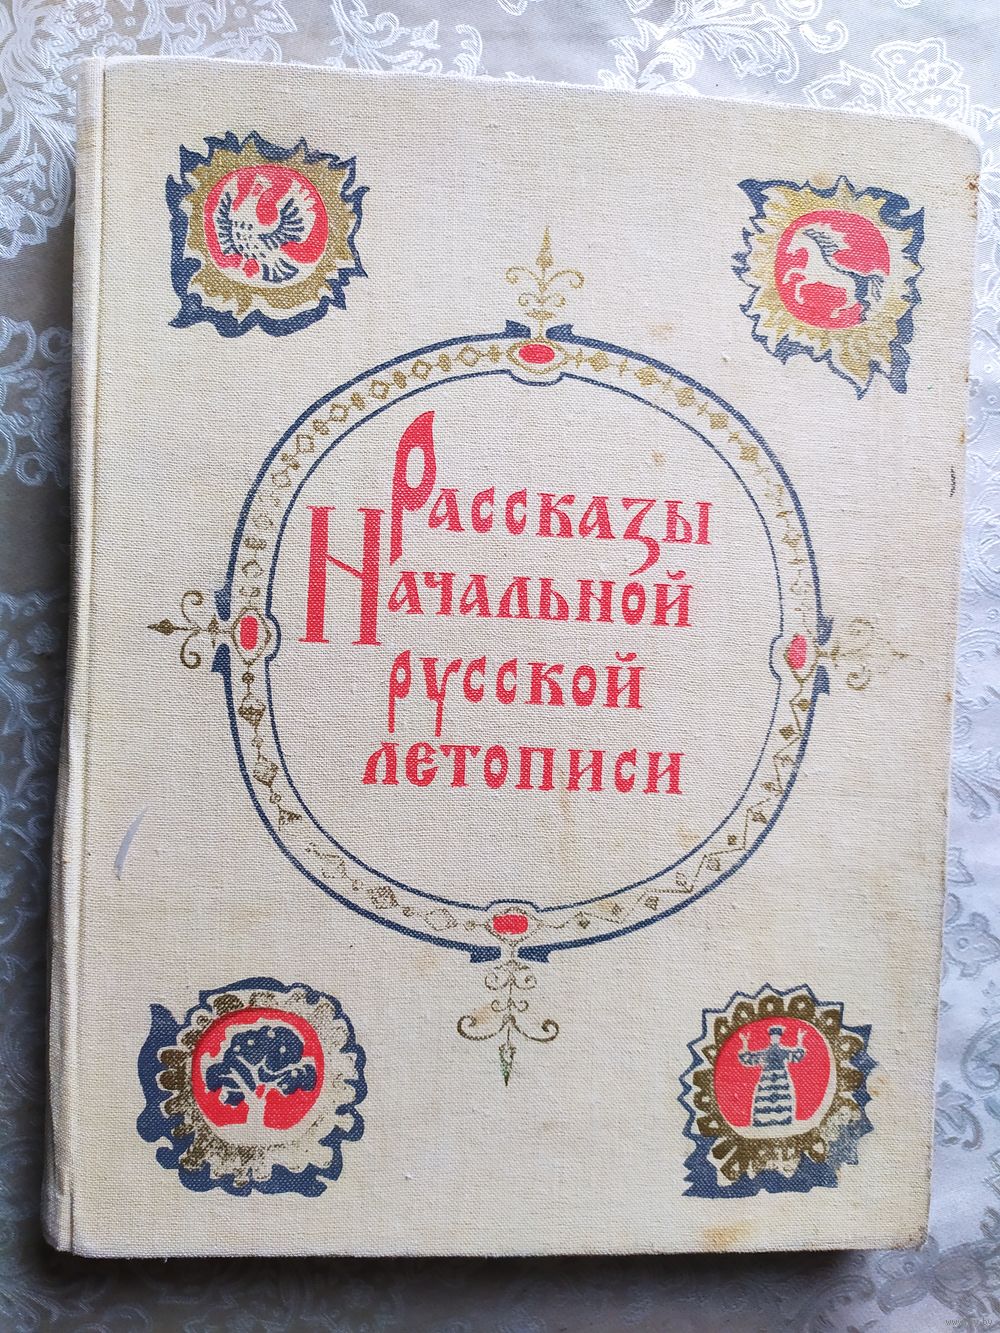 Рассказы
Начальной
русской
летописи